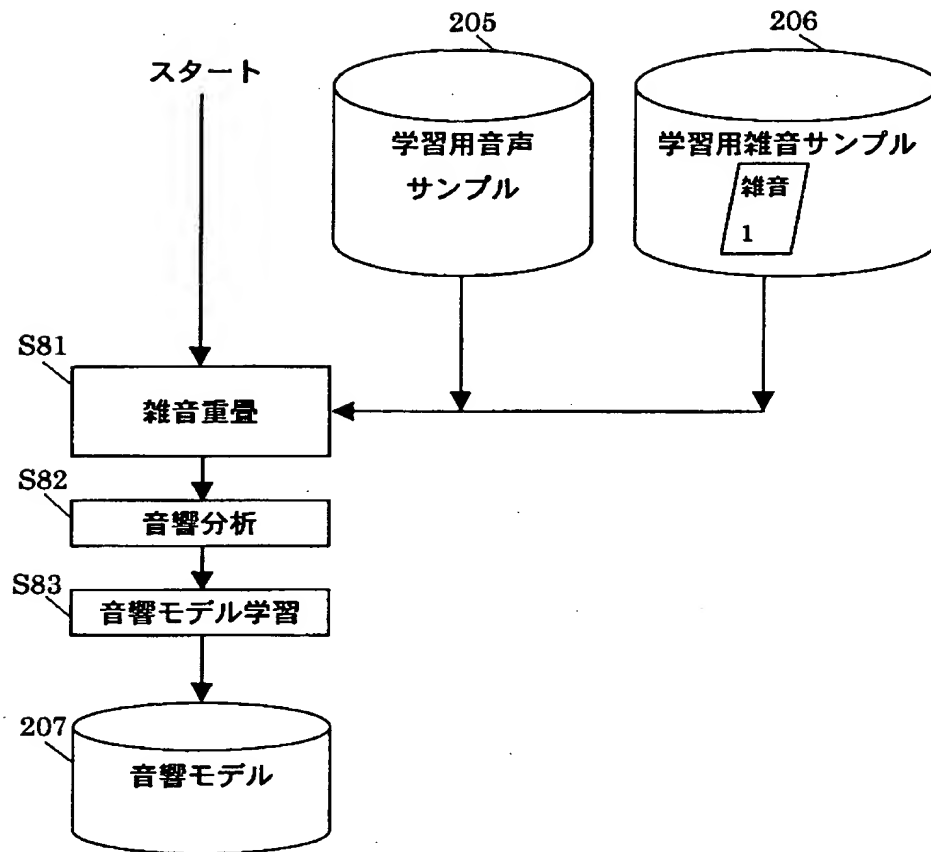 205
206
スタート
学習用音声
サンプル
学習用雑音サンプル
雑音
1
S81
雑音重畳
S82
音響分析
S83
音響モデル学習
207
音響モデル